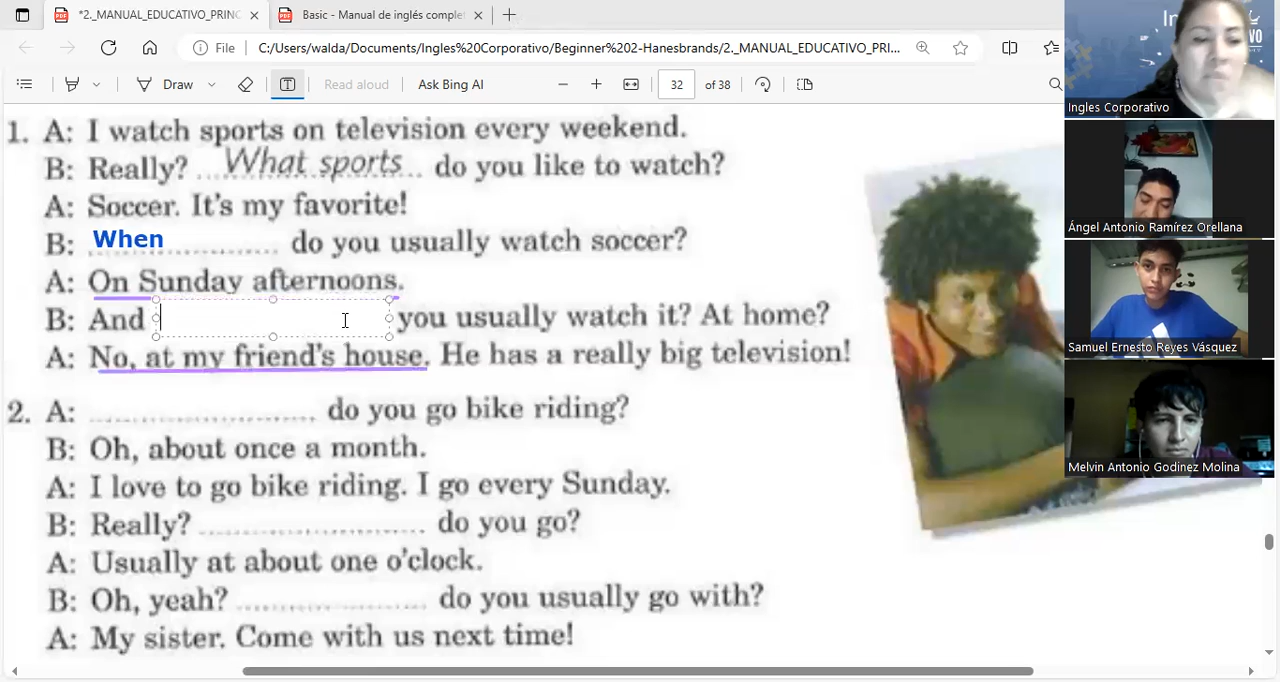 *2._MANUAL_EDUCATIVO_PRINC
Basic - Manual de inglés complet
File
C:/Users/walda/Documents/Ingles%20Corporativo/Beginner%202-Hanesbrands/2._MANUAL_EDUCATIVO_PRI...
Draw
Read aloud
Ask Bing AI
32
of 38
1. A: I watch sports on television every weekend.
B: Really? ...What sports... do you like to watch?
A: Soccer. It's my favorite!
B: When .............. do you usually watch soccer?
A: On Sunday afternoons.
B: And you usually watch it? At home?
A: No, at my friend's house. He has a really big television!
2. A: ........................ do you go bike riding?
B: Oh, about once a month.
A: I love to go bike riding. I go every Sunday.
B: Really? ........................ do you go?
A: Usually at about one o'clock.
B: Oh, yeah? ........................ do you usually go with?
A: My sister. Come with us next time!
Ingles Corporativo
Ángel Antonio Ramírez Orellana
Samuel Ernesto Reyes Vásquez
Melvin Antonio Godinez Molina